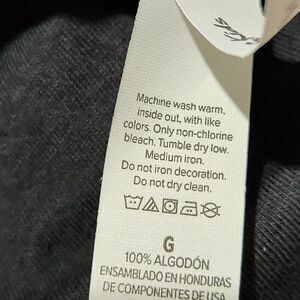 Machine wash warm,
inside out, with like
colors. Only non-chlorine
bleach. Tumble dry low.
Medium iron.
Do not iron decoration.
Do not dry clean.
G
100% ALGODÓN
ENSAMBLADO EN HONDURAS
DE COMPONENTES DE USA